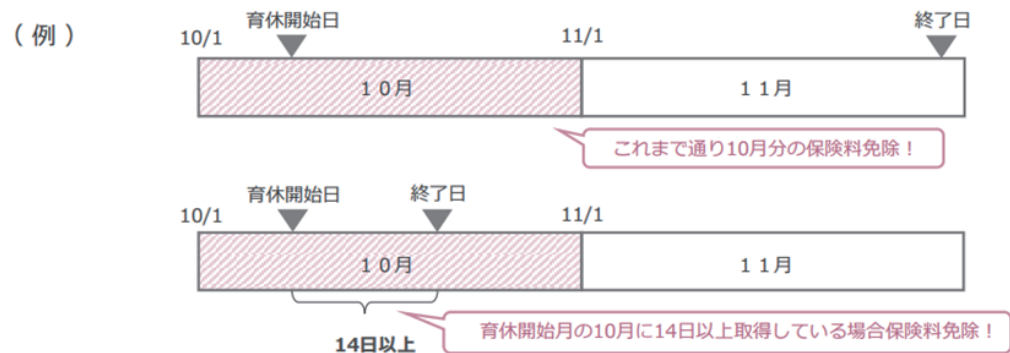 （例）
育休開始日
終了日
10/1
11/1
１０月
１１月
これまで通り10月分の保険料免除！
育休開始日
終了日
10/1
11/1
１０月
１１月
14日以上
育休開始月の10月に14日以上取得している場合保険料免除！